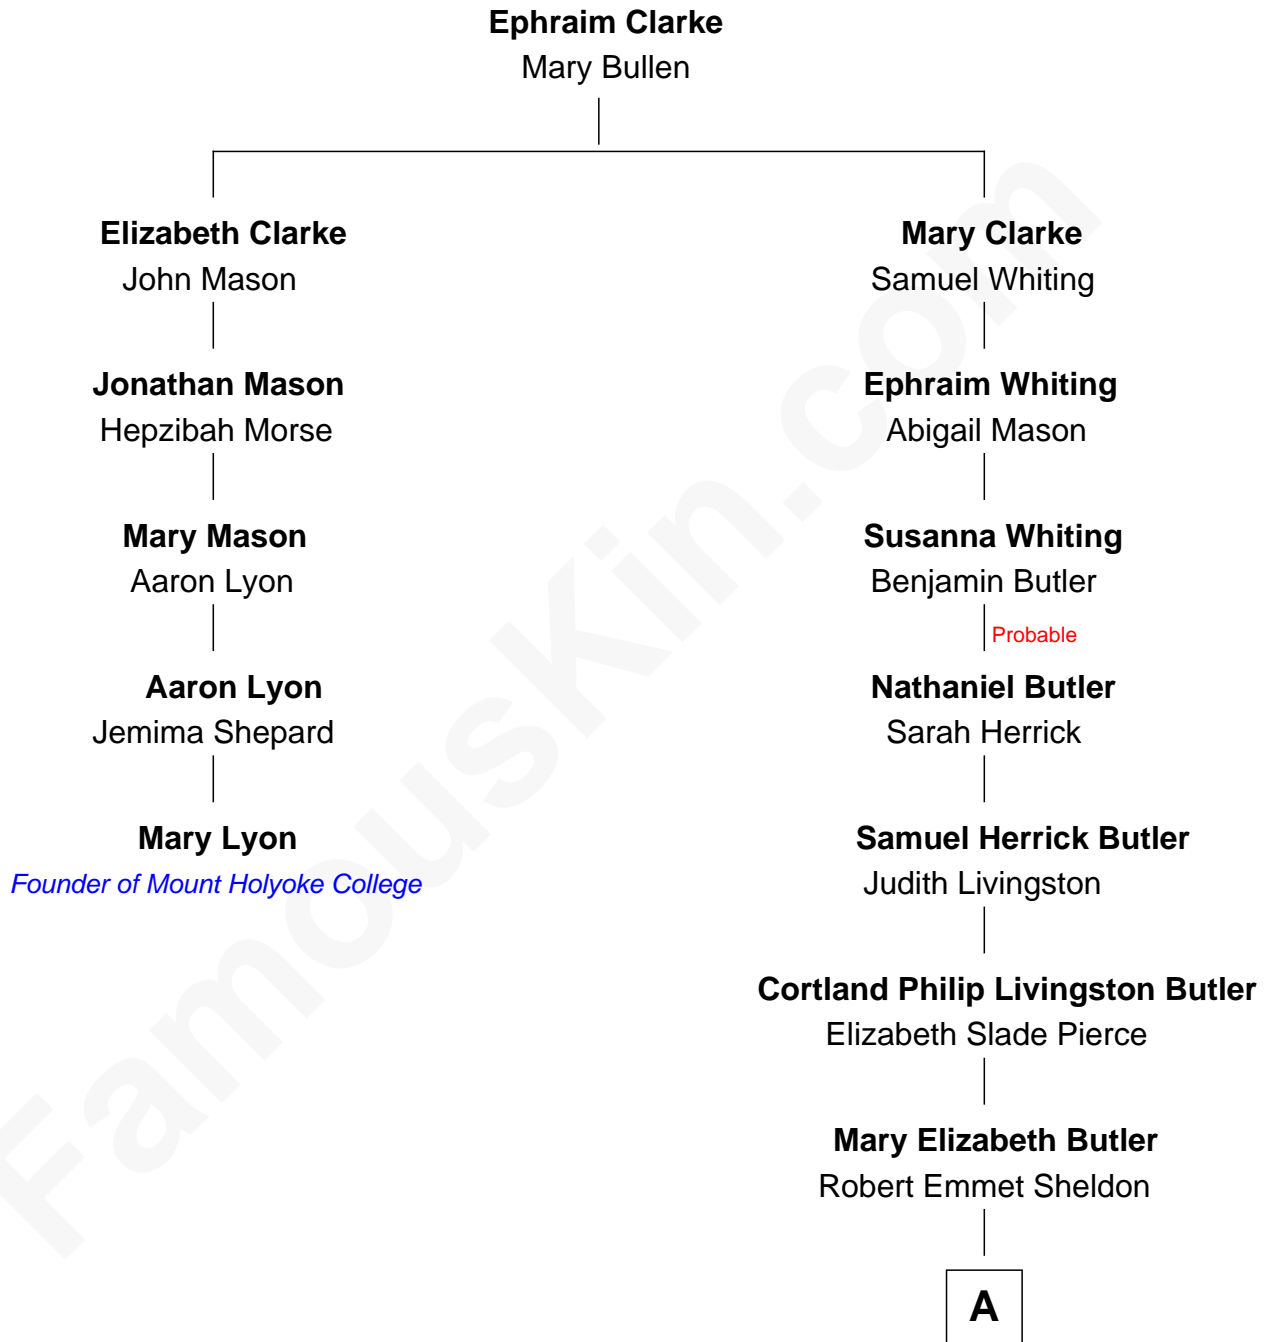 Ephraim Clarke
Mary Bullen
Elizabeth Clarke
John Mason
Mary Clarke
Samuel Whiting
Jonathan Mason
Hepzibah Morse
Ephraim Whiting
Abigail Mason
Mary Mason
Aaron Lyon
Susanna Whiting
Benjamin Butler
Probable
Aaron Lyon
Jemima Shepard
Nathaniel Butler
Sarah Herrick
Mary Lyon
Founder of Mount Holyoke College
Samuel Herrick Butler
Judith Livingston
Cortland Philip Livingston Butler
Elizabeth Slade Pierce
Mary Elizabeth Butler
Robert Emmet Sheldon
A
FamousKin.com